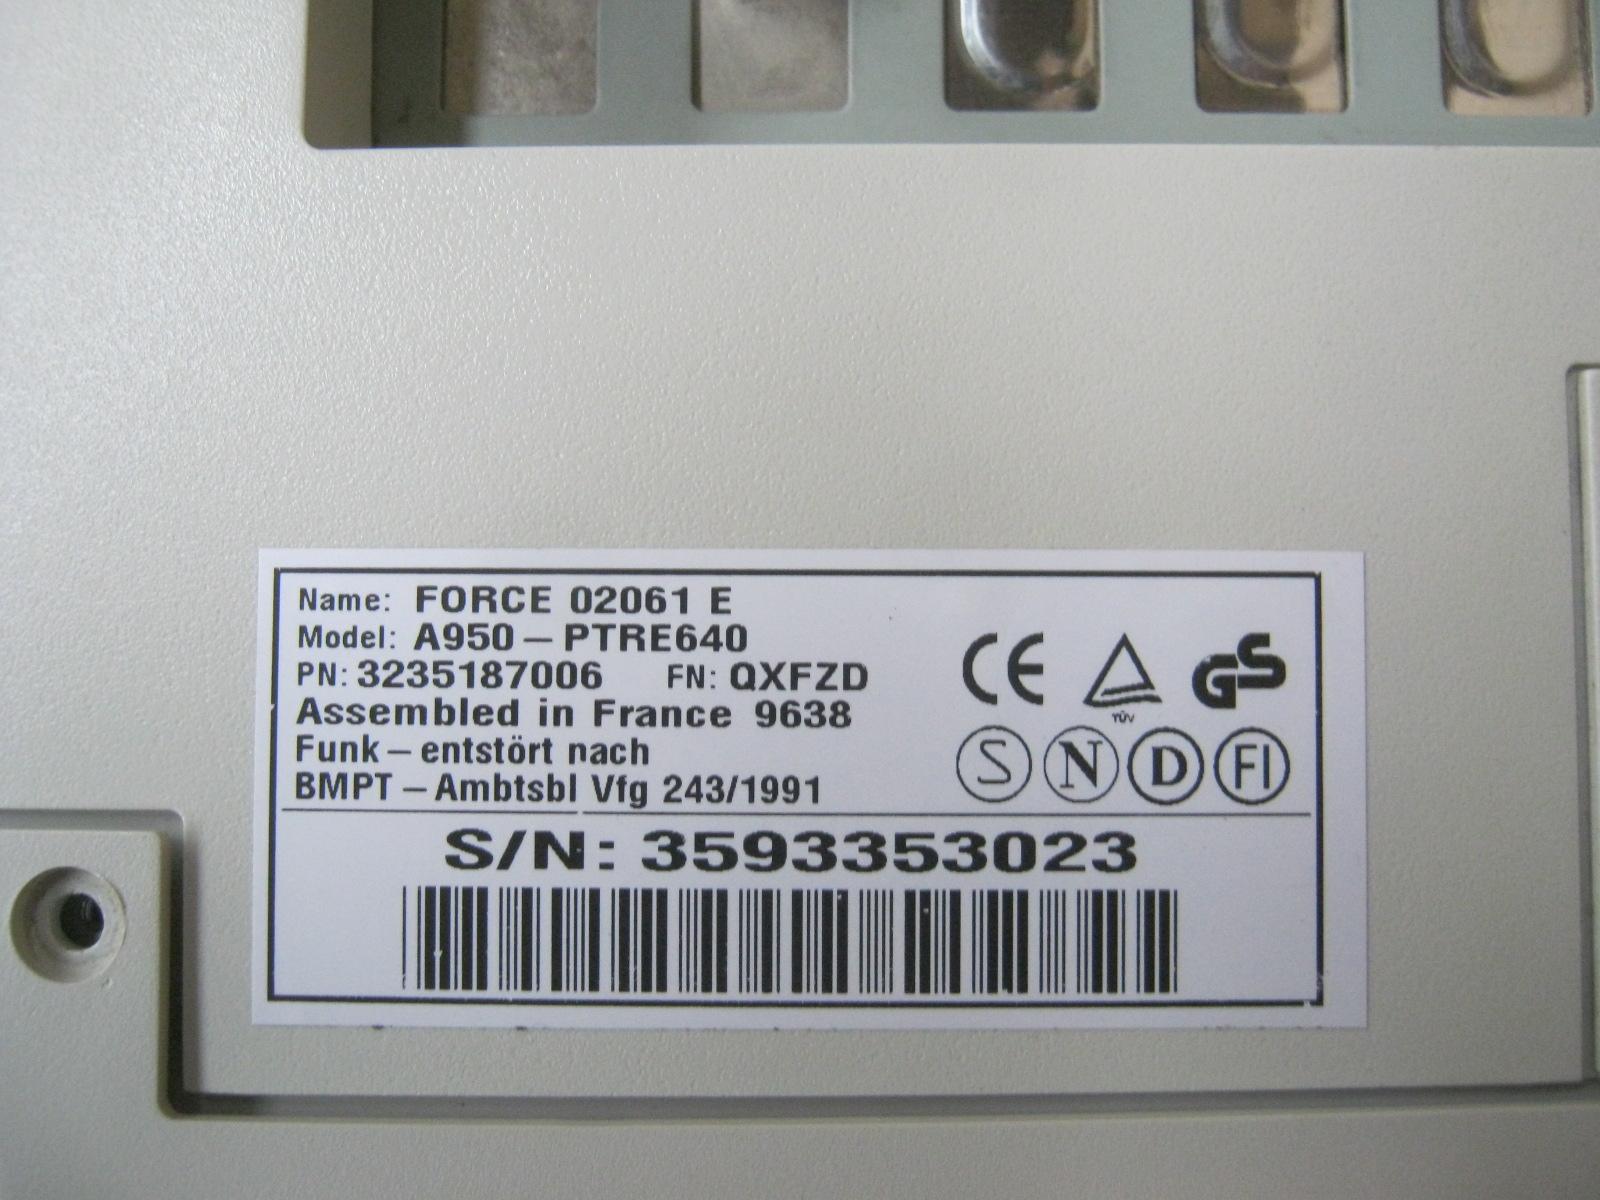 Name: FORCE 02061 E
Model: A950-PTRE640
PN: 3235187006 FN: QXFZD
Assembled in France 9638
Funk-entstört nach
BMPT-Ambtsbl Vfg 243/1991
CE TÜV GS
S N D FI
S/N: 3593353023